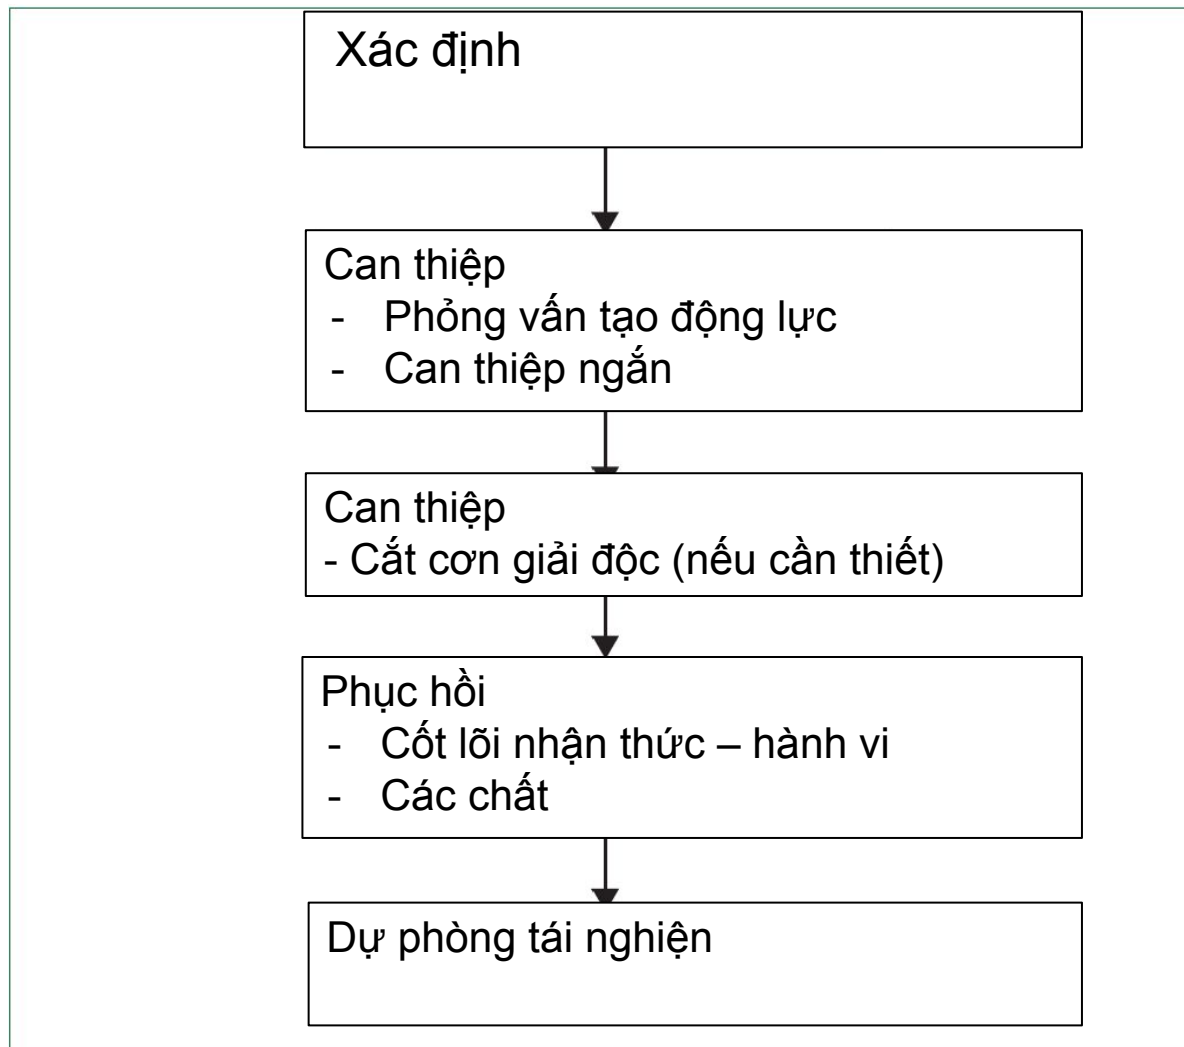 Xác định
Can thiệp
- Phỏng vấn tạo động lực
- Can thiệp ngắn
Can thiệp
- Cắt cơn giải độc (nếu cần thiết)
Phục hồi
- Cốt lõi nhận thức – hành vi
- Các chất
Dự phòng tái nghiện